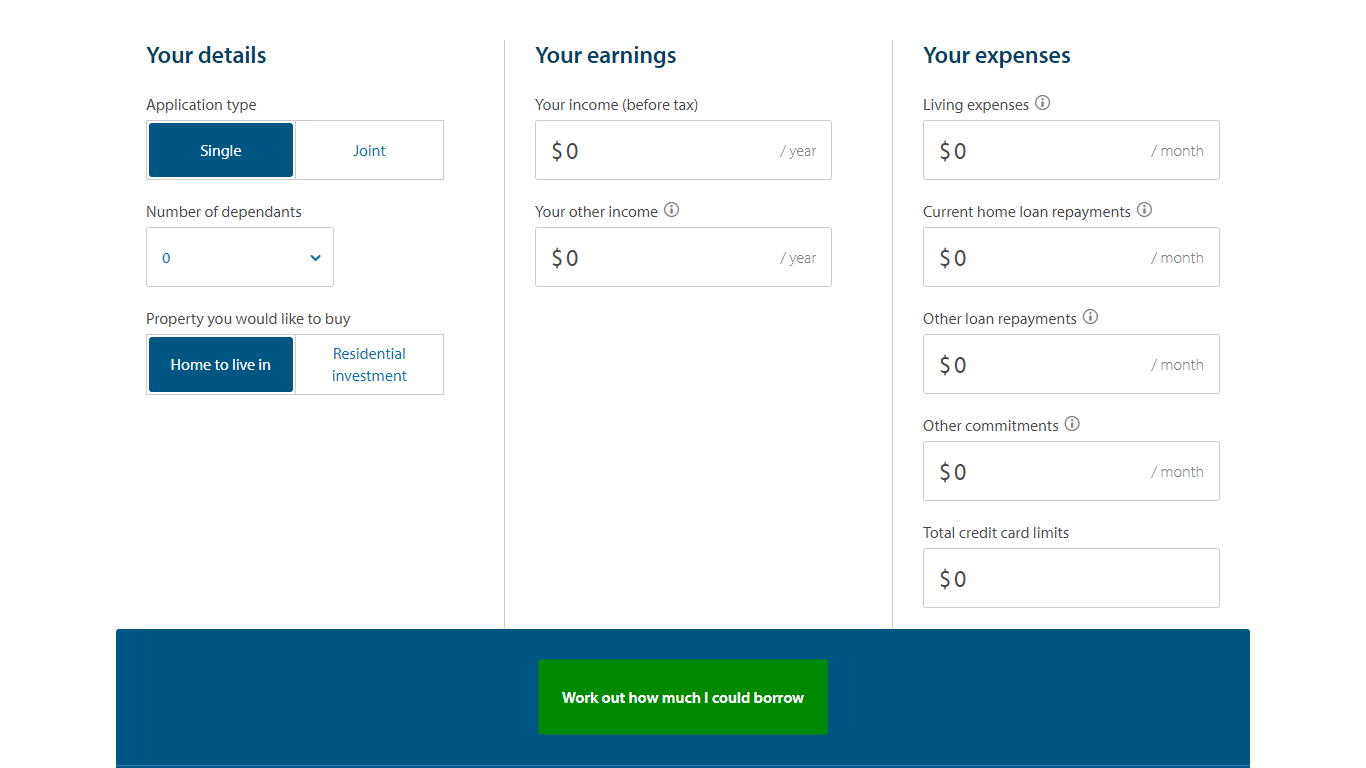 Your details
Application type
Single
Joint
Number of dependants
0
Property you would like to buy
Home to live in
Residential
investment
Your earnings
Your income (before tax)
$0 / year
Your other income
$0 / year
Your expenses
Living expenses
$0 / month
Current home loan repayments
$0 / month
Other loan repayments
$0 / month
Other commitments
$0 / month
Total credit card limits
$0
Work out how much I could borrow